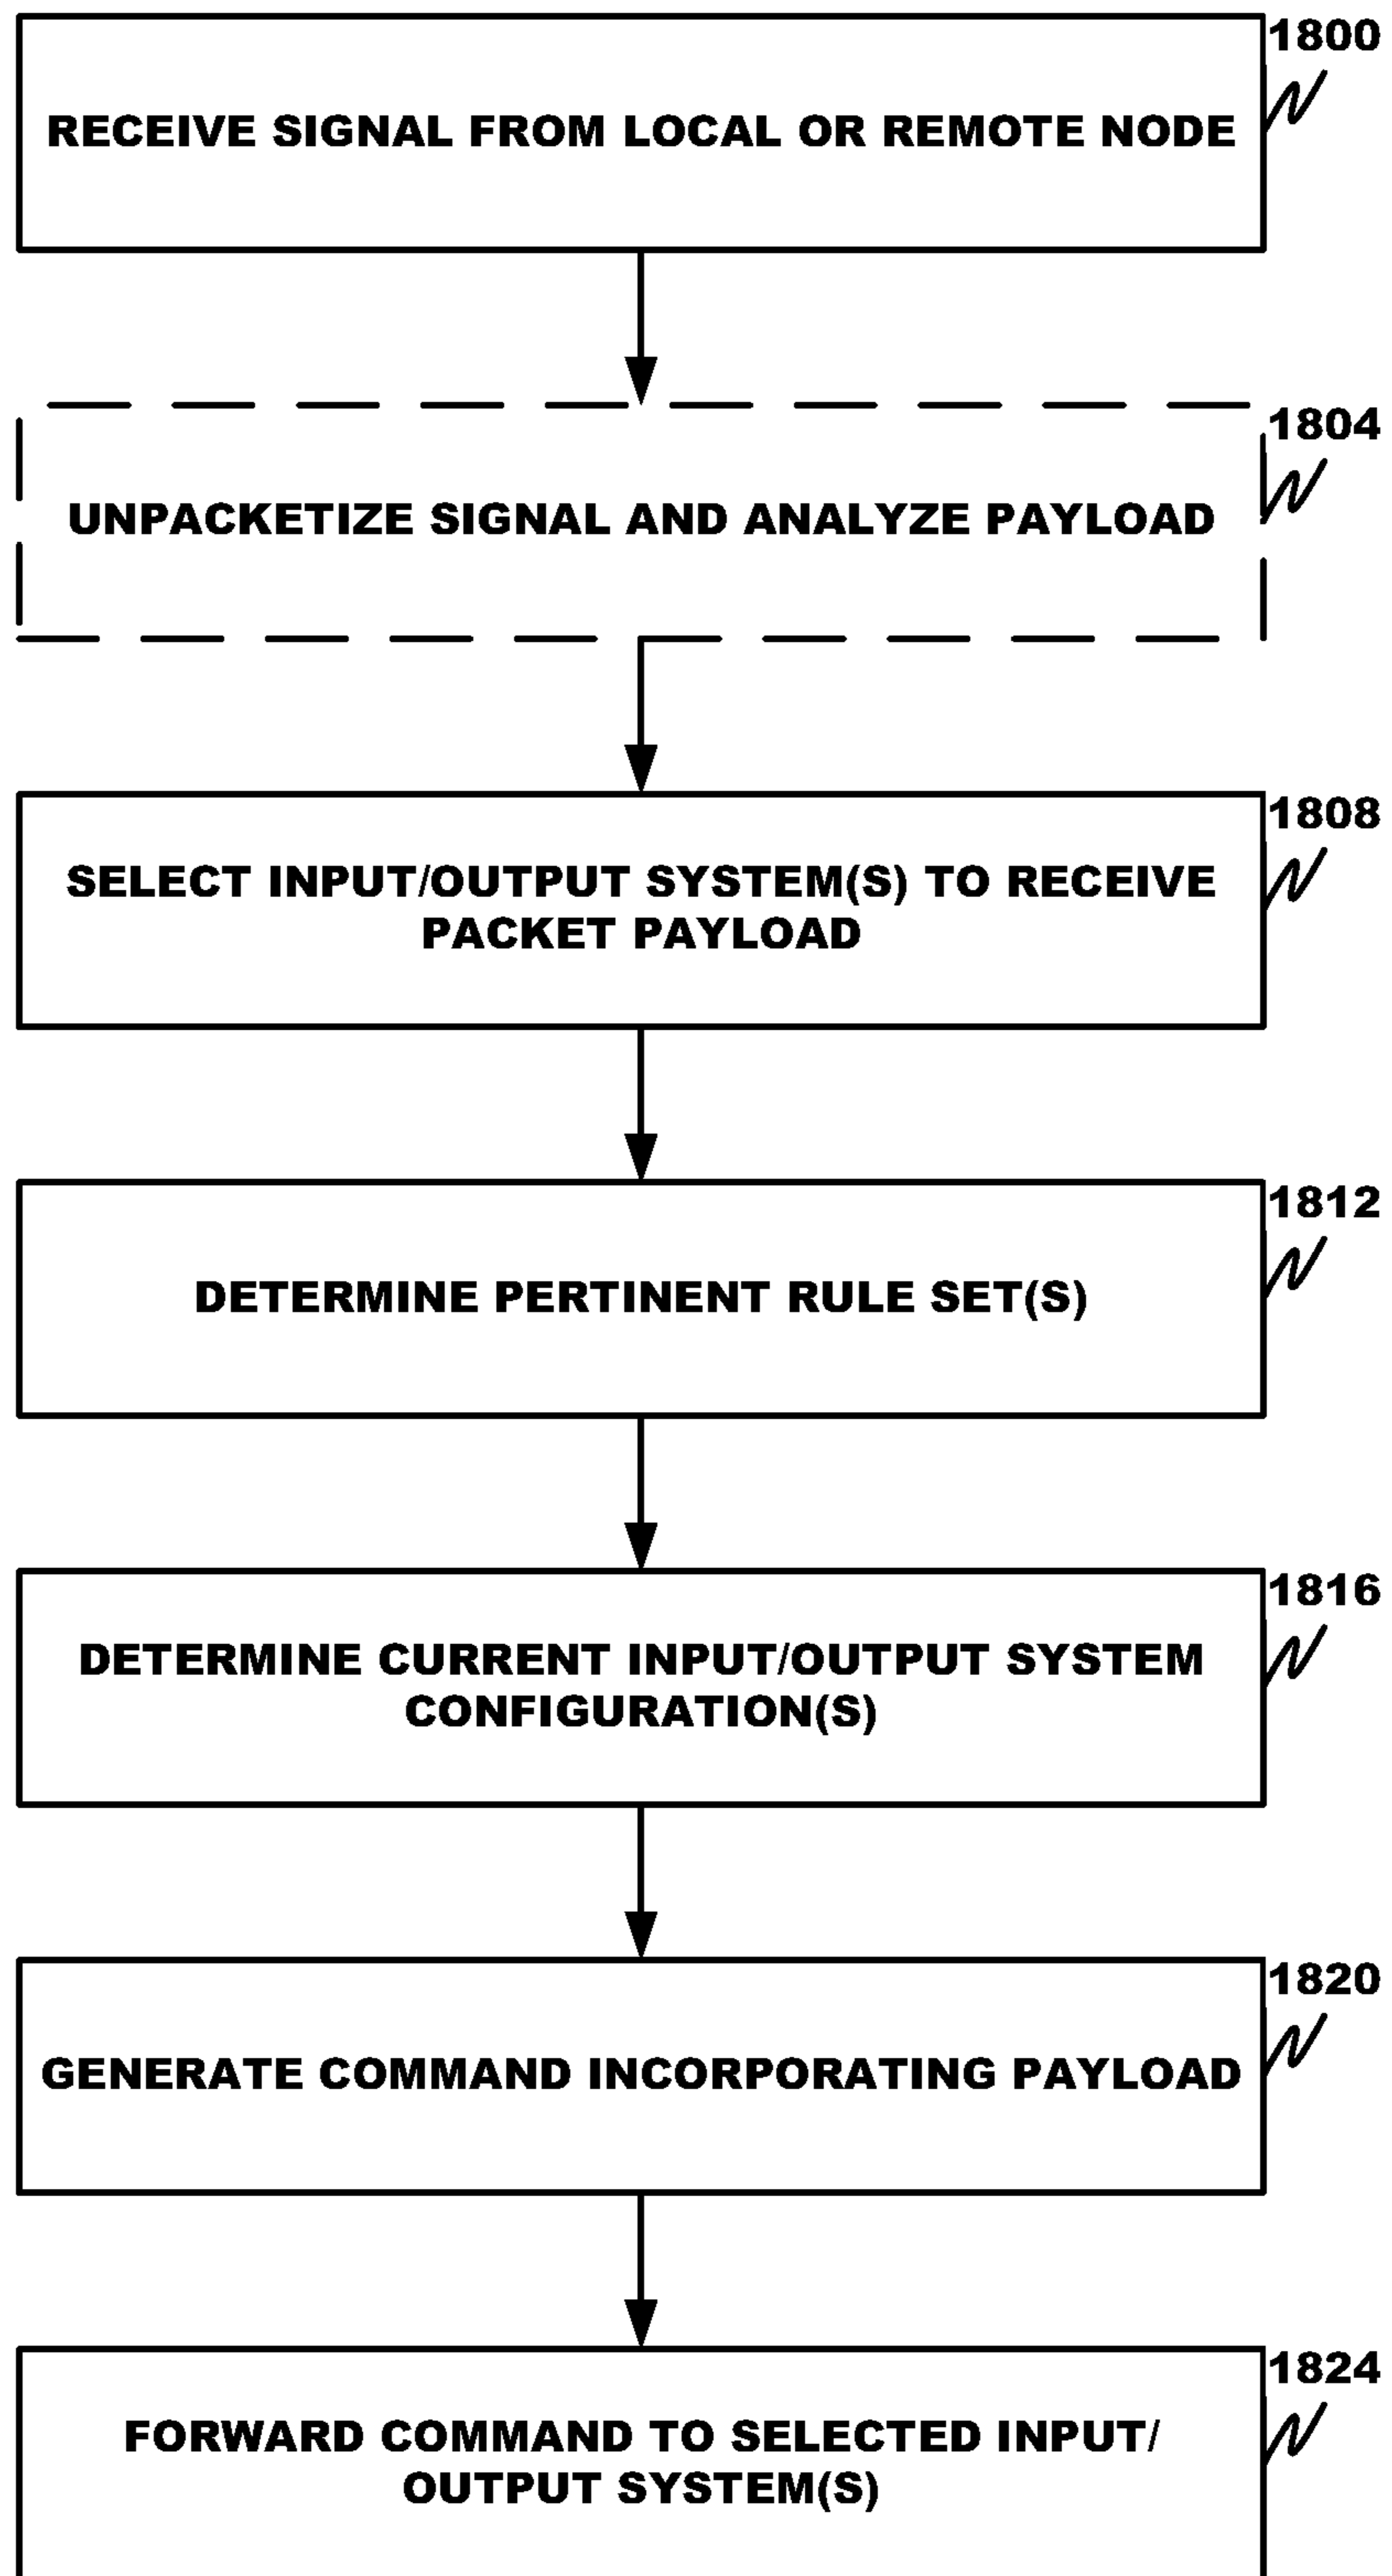 1800
RECEIVE SIGNAL FROM LOCAL OR REMOTE NODE
1804
UNPACKETIZE SIGNAL AND ANALYZE PAYLOAD
1808
SELECT INPUT/OUTPUT SYSTEM(S) TO RECEIVE
PACKET PAYLOAD
1812
DETERMINE PERTINENT RULE SET(S)
1816
DETERMINE CURRENT INPUT/OUTPUT SYSTEM
CONFIGURATION(S)
1820
GENERATE COMMAND INCORPORATING PAYLOAD
1824
FORWARD COMMAND TO SELECTED INPUT/
OUTPUT SYSTEM(S)